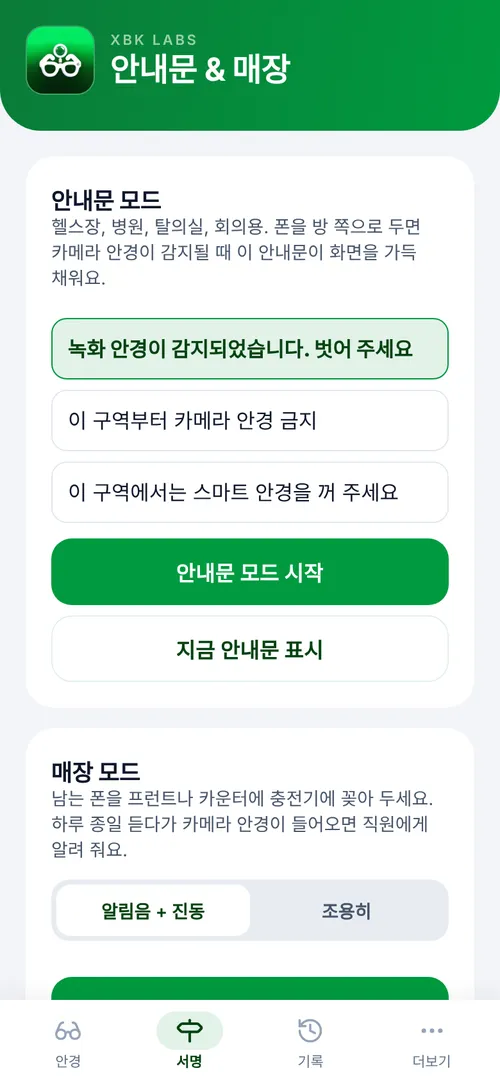 XBK LABS
안내문 & 매장
안내문 모드
헬스장, 병원, 탈의실, 회의용. 폰을 방 쪽으로 두면
카메라 안경이 감지될 때 이 안내문이 화면을 가득
채워요.
녹화 안경이 감지되었습니다. 벗어 주세요
이 구역부터 카메라 안경 금지
이 구역에서는 스마트 안경을 꺼 주세요
안내문 모드 시작
지금 안내문 표시
매장 모드
남는 폰을 프런트나 카운터에 충전기에 꽂아 두세요.
하루 종일 듣다가 카메라 안경이 들어오면 직원에게
알려 줘요.
알림음 + 진동
조용히
안경
서명
기록
더보기